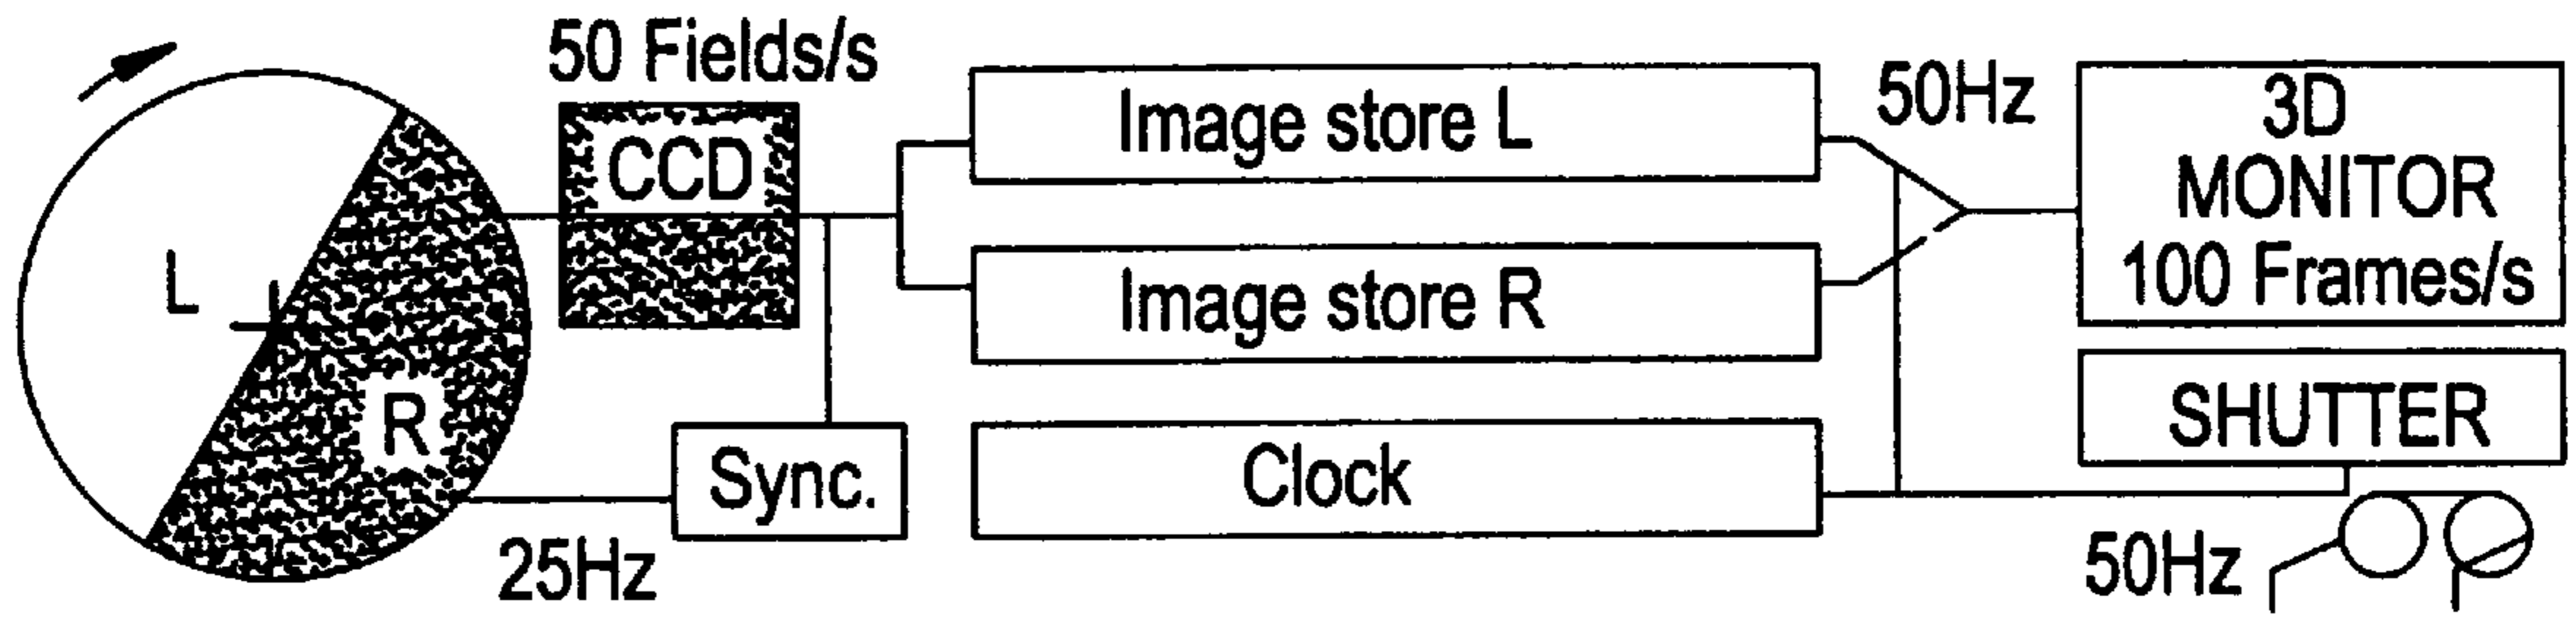 50 Fields/s
CCD
L
R
Sync.
25Hz
Image store L
Image store R
Clock
50Hz
3D
MONITOR
100 Frames/s
SHUTTER
50Hz